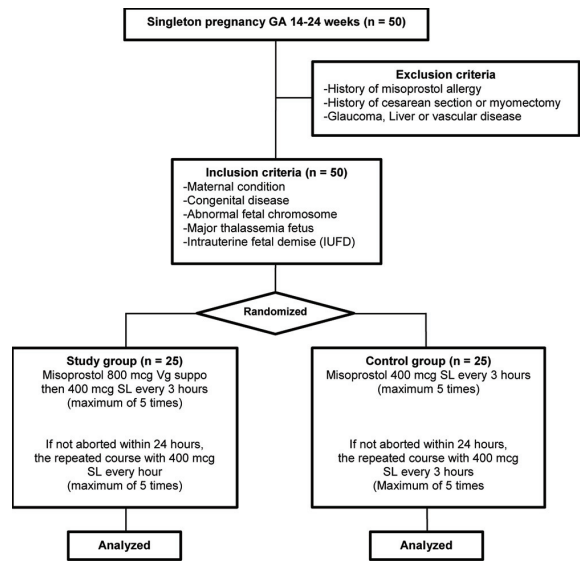 Singleton pregnancy GA 14-24 weeks (n = 50)
Exclusion criteria
-History of misoprostol allergy
-History of cesarean section or myomectomy
-Glaucoma, Liver or vascular disease
Inclusion criteria (n = 50)
-Maternal condition
-Congenital disease
-Abnormal fetal chromosome
-Major thalassemia fetus
-Intrauterine fetal demise (IUFD)
Randomized
Study group (n = 25)
Misoprostol 800 mcg Vg suppo
then 400 mcg SL every 3 hours
(maximum of 5 times)
If not aborted within 24 hours,
the repeated course with 400 mcg
SL every hour
(maximum of 5 times)
Control group (n = 25)
Misoprostol 400 mcg SL every 3 hours
(maximum 5 times)
If not aborted within 24 hours,
the repeated course with 400 mcg
SL every 3 hours
(Maximum of 5 times
Analyzed
Analyzed